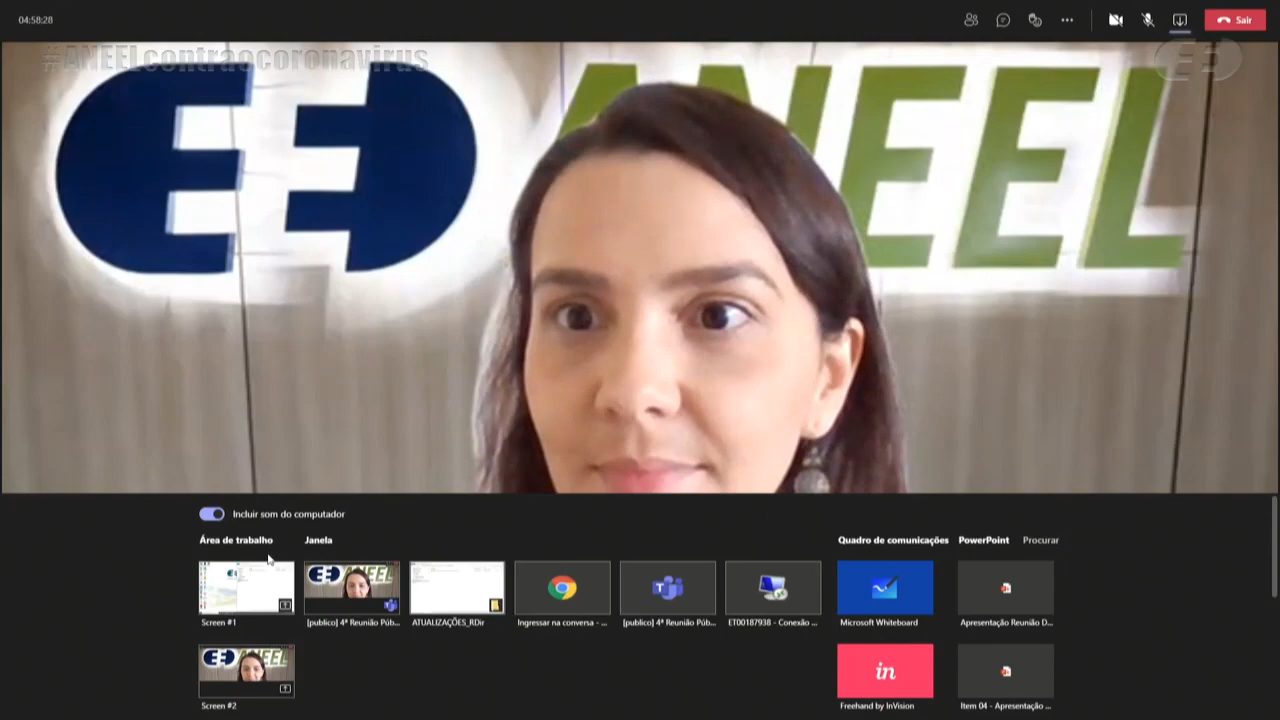 04:58:28
Sair
#ANEELcontraocoronavirus
ANEEL
Incluir som do computador
Área de trabalho
Janela
Quadro de comunicações
PowerPoint
Procurar
Screen #1
[publico] 4ª Reunião Púb...
ATUALIZAÇÕES_RDir
Ingressar na conversa - ...
[publico] 4ª Reunião Púb...
ET00187938 - Conexão ...
Microsoft Whiteboard
Apresentação Reunião D...
Screen #2
in
Freehand by InVision
Item 04 - Apresentação ...